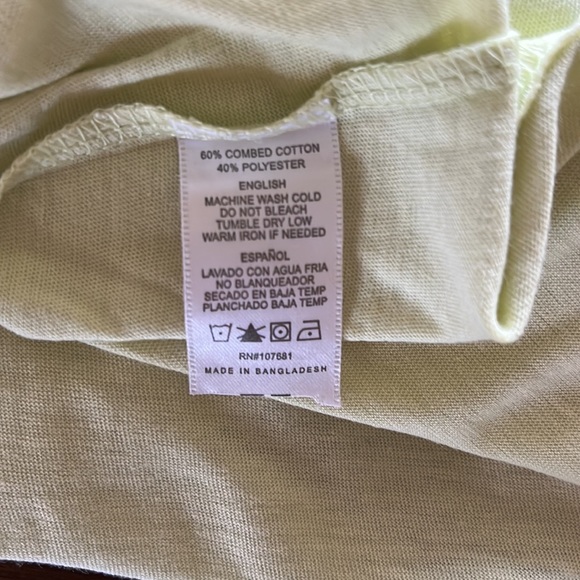 60% COMBED COTTON
40% POLYESTER
ENGLISH
MACHINE WASH COLD
DO NOT BLEACH
TUMBLE DRY LOW
WARM IRON IF NEEDED
ESPAÑOL
LAVADO CON AGUA FRIA
NO BLANQUEADOR
SECADO EN BAJA TEMP
PLANCHADO BAJA TEMP
RN#107681
MADE IN BANGLADESH